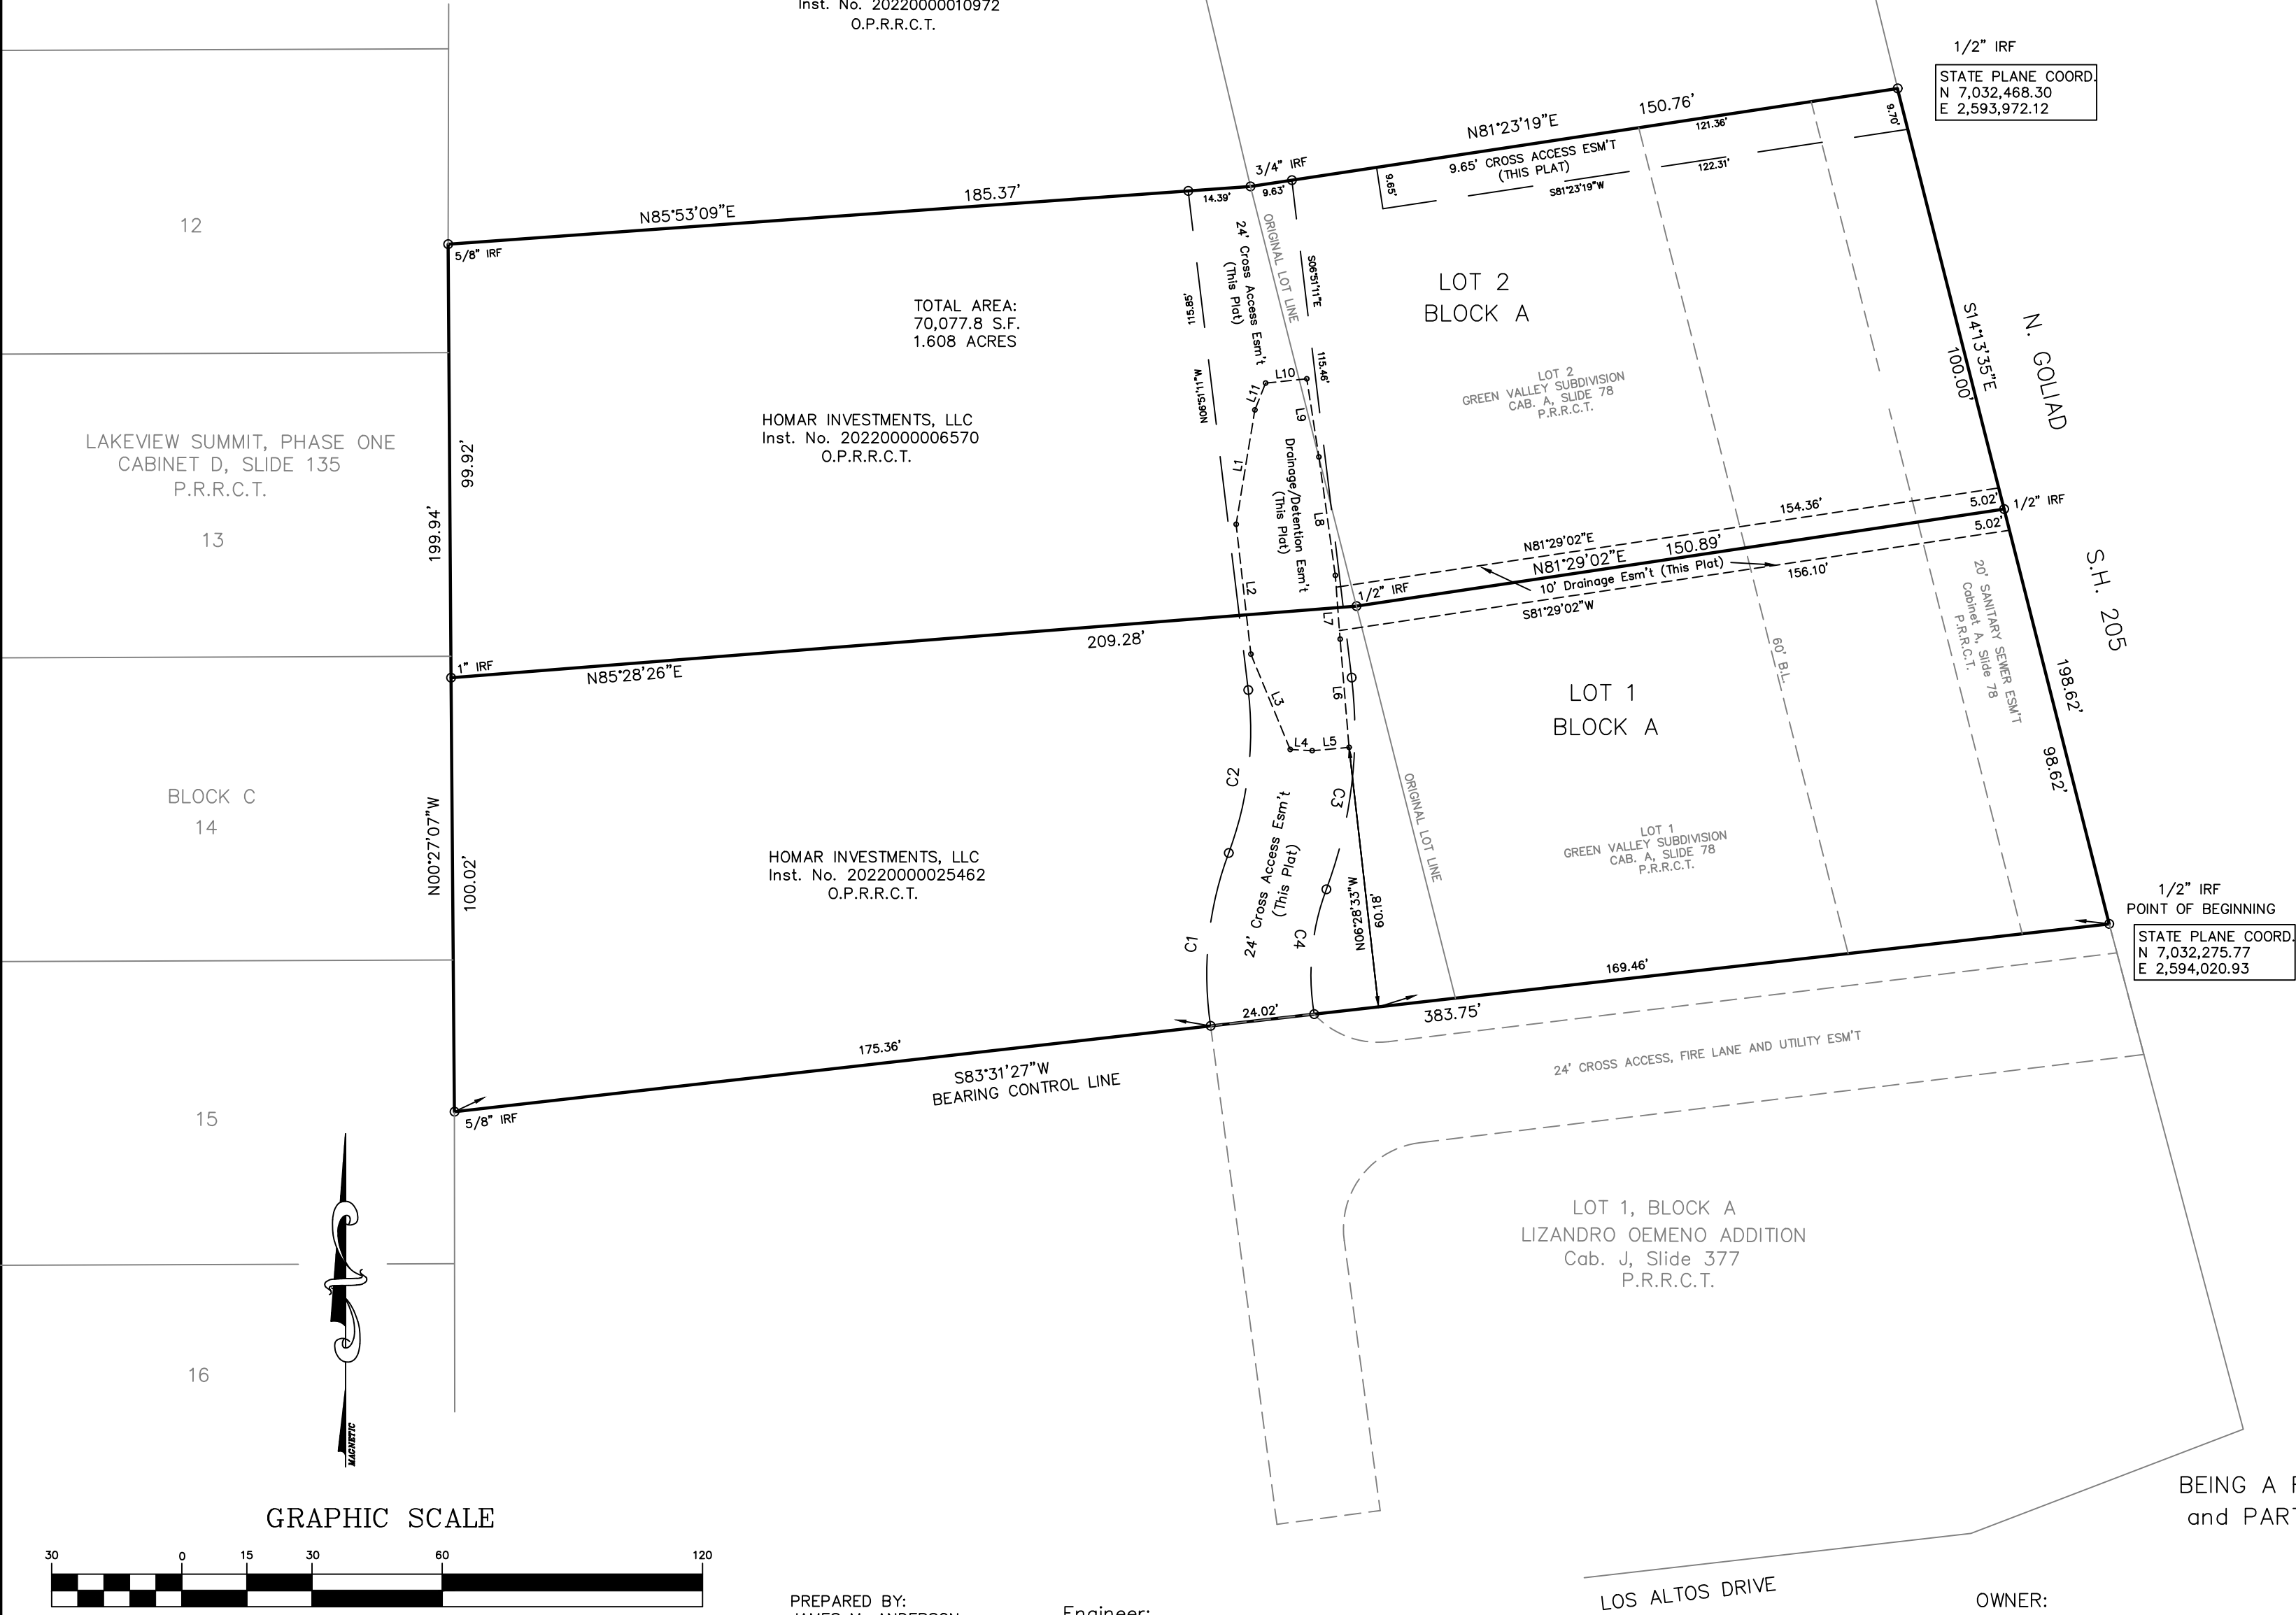 Inst. No. 20220000010972
O.P.R.R.C.T.
1/2" IRF
STATE PLANE COORD.
N 7,032,468.30
E 2,593,972.12
150.76'
N81°23'19"E
121.36'
9.70'
9.65' CROSS ACCESS ESM'T
(THIS PLAT)
122.31'
S81°23'19"W
9.65'
3/4" IRF
9.63'
14.39'
185.37'
N85°53'09"E
5/8" IRF
12
24' Cross Access Esm't
(This Plat)
ORIGINAL LOT LINE
S06°51'11"E
115.85'
115.46'
N06°51'11"W
LOT 2
BLOCK A
TOTAL AREA:
70,077.8 S.F.
1.608 ACRES
LOT 2
GREEN VALLEY SUBDIVISION
CAB. A, SLIDE 78
P.R.R.C.T.
S14°13'35"E
100.00'
N. GOLIAD
HOMAR INVESTMENTS, LLC
Inst. No. 20220000006570
O.P.R.R.C.T.
LAKEVIEW SUMMIT, PHASE ONE
CABINET D, SLIDE 135
P.R.R.C.T.
13
99.92'
199.94'
L10
L11
L9
L1
L8
Drainage/Detention Esm't
(This Plat)
L2
L7
154.36'
5.02'
1/2" IRF
5.02'
N81°29'02"E
150.89'
N81°29'02"E
10' Drainage Esm't (This Plat)
156.10'
S81°29'02"W
1/2" IRF
209.28'
N85°28'26"E
1" IRF
S.H. 205
20' SANITARY SEWER ESM'T
Cabinet A, Slide 78
P.R.R.C.T.
60' B.L.
198.62'
98.62'
L3
L6
L4
L5
LOT 1
BLOCK A
C2
C3
ORIGINAL LOT LINE
LOT 1
GREEN VALLEY SUBDIVISION
CAB. A, SLIDE 78
P.R.R.C.T.
BLOCK C
14
N00°27'07"W
100.02'
HOMAR INVESTMENTS, LLC
Inst. No. 20220000025462
O.P.R.R.C.T.
24' Cross Access Esm't
(This Plat)
C1
C4
N06°28'33"W
60.18'
1/2" IRF
POINT OF BEGINNING
STATE PLANE COORD.
N 7,032,275.77
E 2,594,020.93
169.46'
383.75'
24.02'
175.36'
S83°31'27"W
BEARING CONTROL LINE
5/8" IRF
24' CROSS ACCESS, FIRE LANE AND UTILITY ESM'T
15
LOT 1, BLOCK A
LIZANDRO OEMENO ADDITION
Cab. J, Slide 377
P.R.R.C.T.
16
MAGNETIC
GRAPHIC SCALE
30 0 15 30 60 120
BEING A
and PART
LOS ALTOS DRIVE
PREPARED BY:
JAMES M. ANDERSON
Engineer:
OWNER: